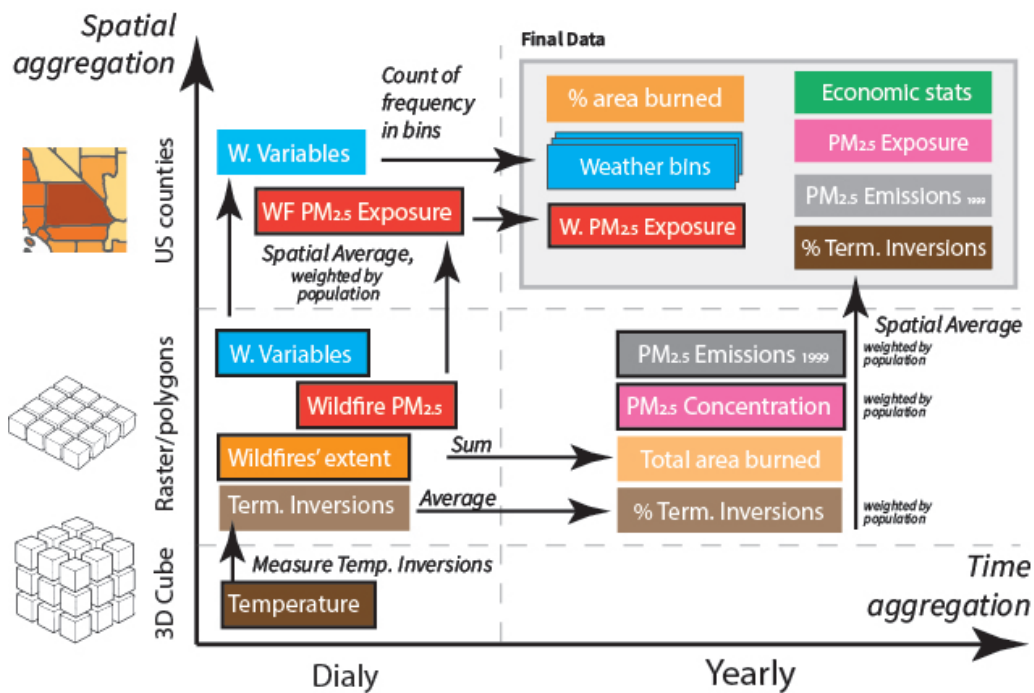 Spatial
aggregation
Final Data
Count of
frequency
in bins
% area burned
Economic stats
W. Variables
Weather bins
PM2.5 Exposure
WF PM2.5 Exposure
W. PM2.5 Exposure
PM2.5 Emissions 1999
% Term. Inversions
US counties
Spatial Average,
weighted by
population
Spatial Average
weighted by
population
W. Variables
PM2.5 Emissions 1999
Wildfire PM2.5
PM2.5 Concentration
weighted by
population
Raster/polygons
Wildfires' extent
Sum
Total area burned
Term. Inversions
Average
% Term. Inversions
weighted by
population
Measure Temp. Inversions
3D Cube
Temperature
Time
aggregation
Dialy
Yearly